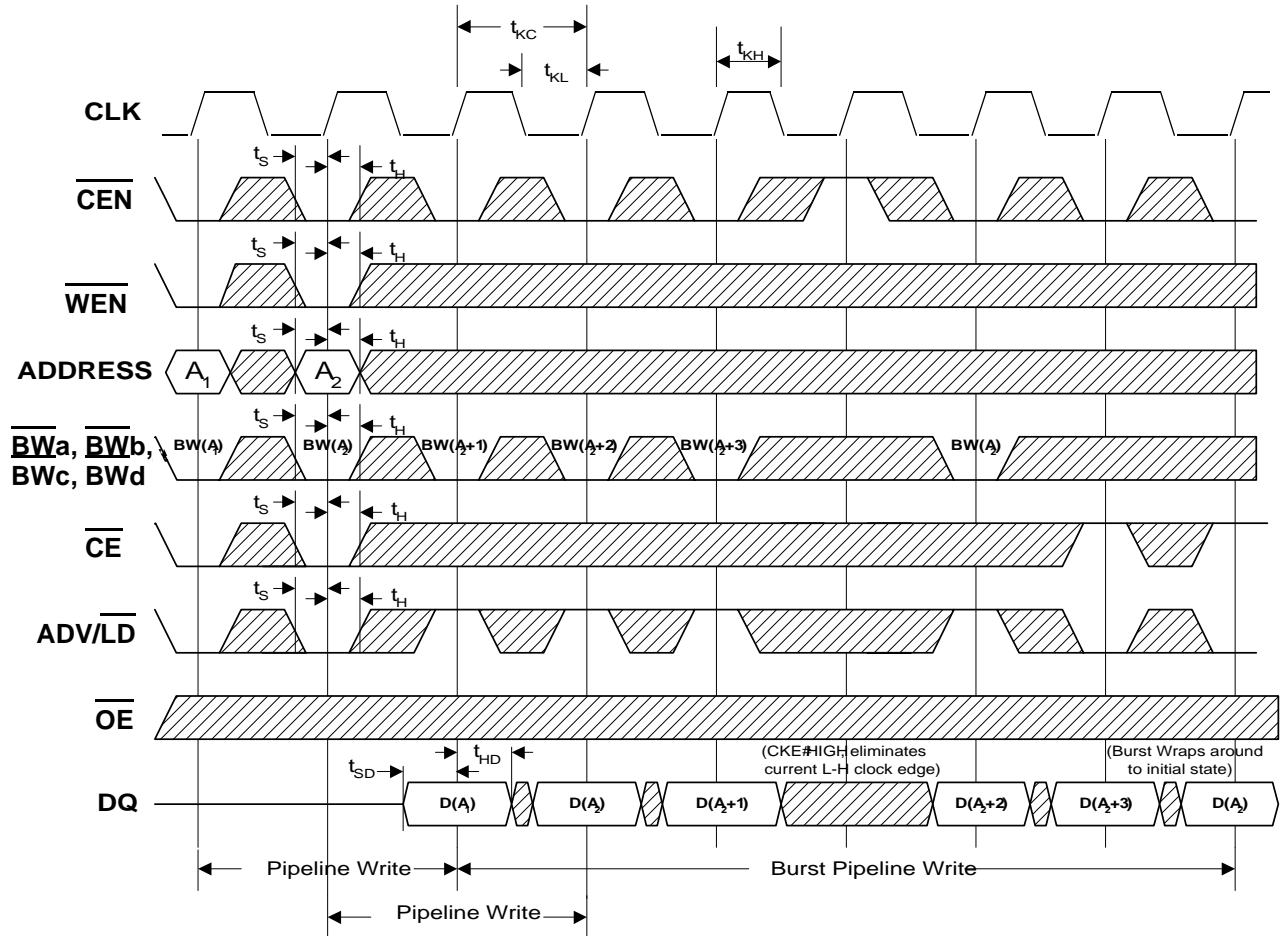 tKC
tKH
tKL
CLK
tS
tH
CEN
tS
tH
WEN
tS
tH
ADDRESS
A1
A2
tS
tH
BWa, BWb,
BWc, BWd
BW(A1)
BW(A2)
BW(A2+1)
BW(A2+2)
BW(A2+3)
BW(A2)
tS
tH
CE
tS
tH
ADV/LD
OE
tHD
(CKE#HIGH, eliminates
current L-H clock edge)
(Burst Wraps around
to initial state)
tSD
DQ
D(A1)
D(A2)
D(A2+1)
D(A2+2)
D(A2+3)
D(A2)
Pipeline Write
Burst Pipeline Write
Pipeline Write